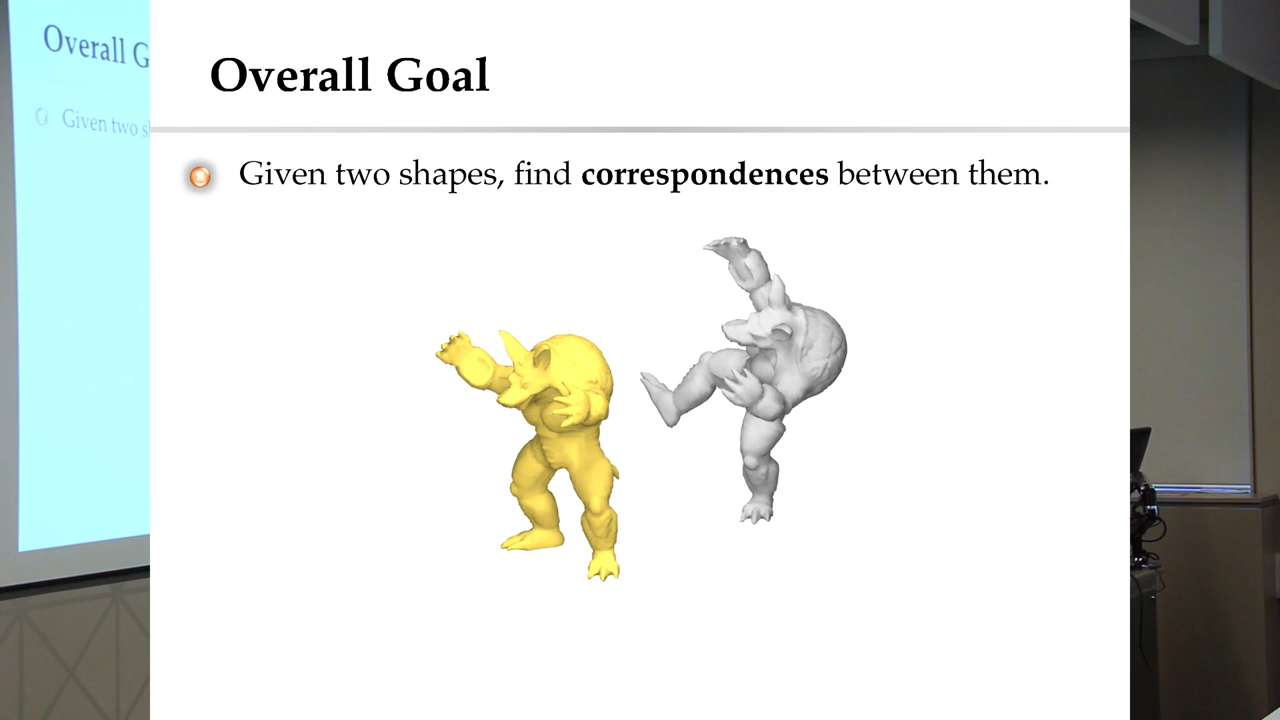 Overall G
Given two s
Overall Goal
Given two shapes, find correspondences between them.